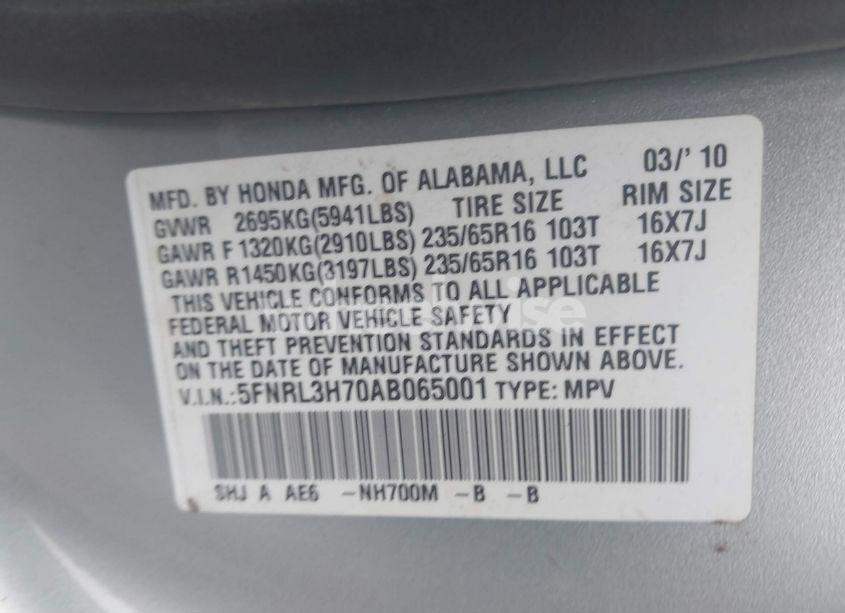 MFD. BY HONDA MFG. OF ALABAMA, LLC 03/' 10
GVWR 2695KG(5941LBS) TIRE SIZE RIM SIZE
GAWR F 1320KG(2910LBS) 235/65R16 103T 16X7J
GAWR R1450KG(3197LBS) 235/65R16 103T 16X7J
THIS VEHICLE CONFORMS TO ALL APPLICABLE
FEDERAL MOTOR VEHICLE SAFETY
AND THEFT PREVENTION STANDARDS IN EFFECT
ON THE DATE OF MANUFACTURE SHOWN ABOVE.
V.I.N.:5FNRL3H70AB065001 TYPE: MPV
SHJ A AE6 -NH700M -B -B